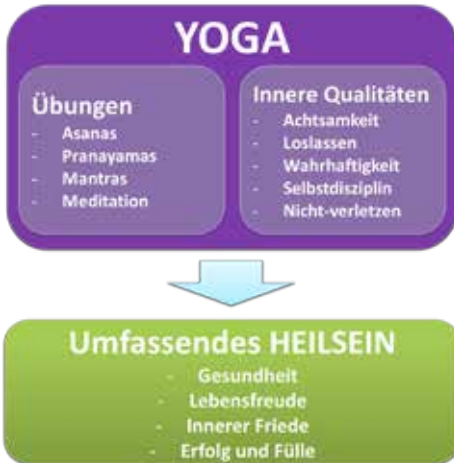 YOGA
Übungen
- Asanas
- Pranayamas
- Mantras
- Meditation
Innere Qualitäten
- Achtsamkeit
- Loslassen
- Wahrhaftigkeit
- Selbstdisziplin
- Nicht-verletzen
Umfassendes HEILSEIN
- Gesundheit
- Lebensfreude
- Innerer Friede
- Erfolg und Fülle